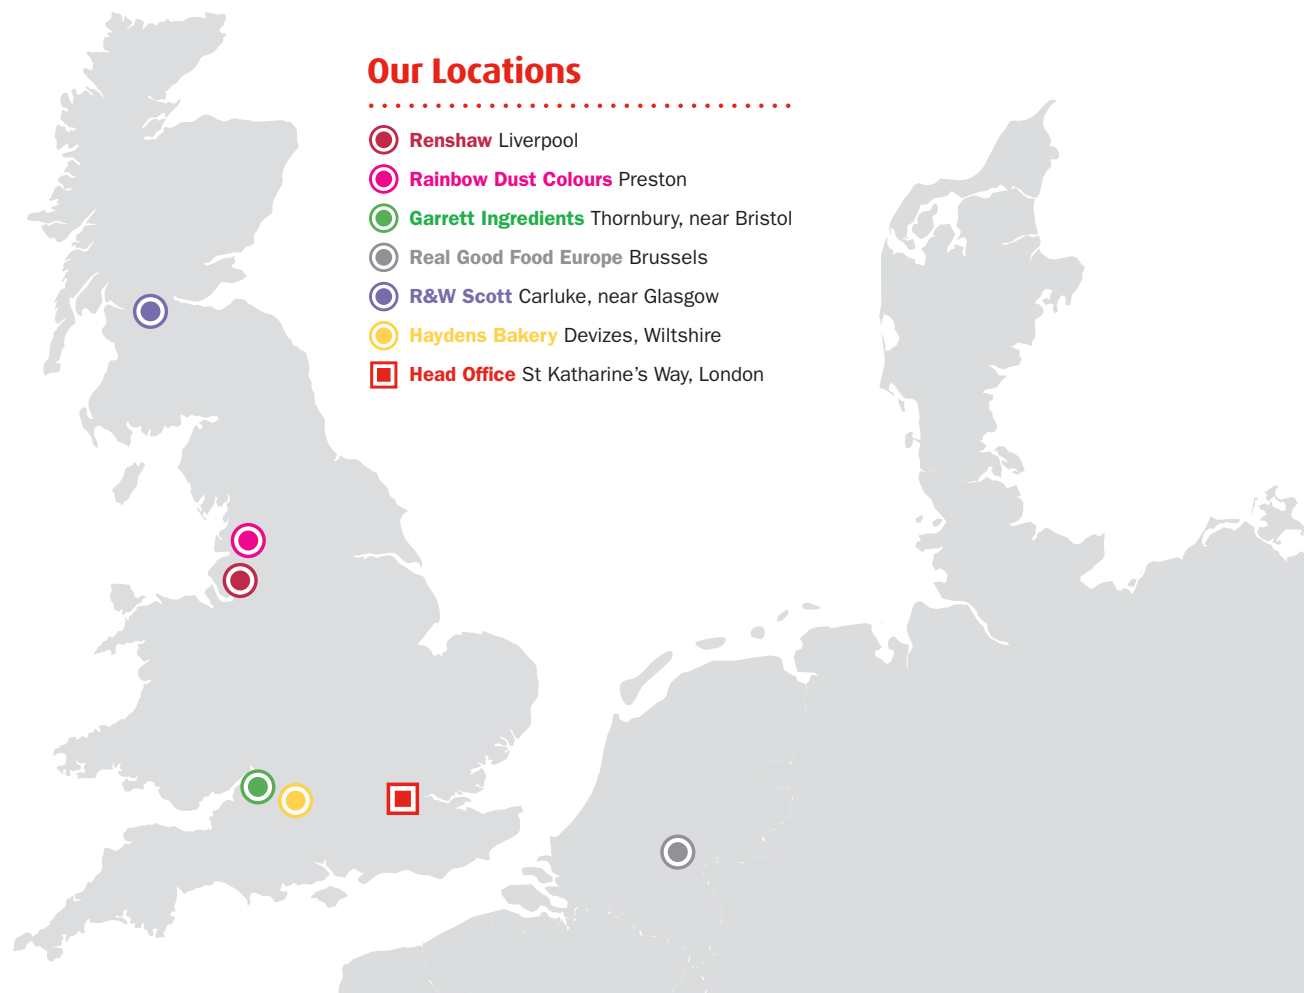 Our Locations
Renshaw Liverpool
Rainbow Dust Colours Preston
Garrett Ingredients Thornbury, near Bristol
Real Good Food Europe Brussels
R&W Scott Carluke, near Glasgow
Haydens Bakery Devizes, Wiltshire
Head Office St Katharine’s Way, London